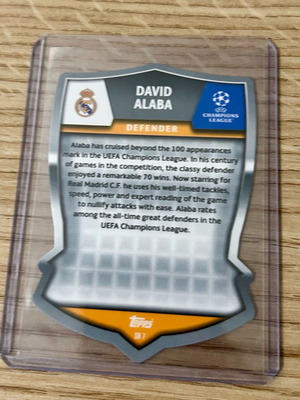 DAVID
ALABA
CHAMPIONS
LEAGUE
DEFENDER
Alaba has cruised beyond the 100 appearances
mark in the UEFA Champions League. In his century
of games in the competition, the classy defender
enjoyed a remarkable 70 wins. Now starring for
Real Madrid C.F. he uses his well-timed tackles,
speed, power and expert reading of the game
to nullify attacks with ease. Alaba rates
among the all-time great defenders in the
UEFA Champions League.
Topps